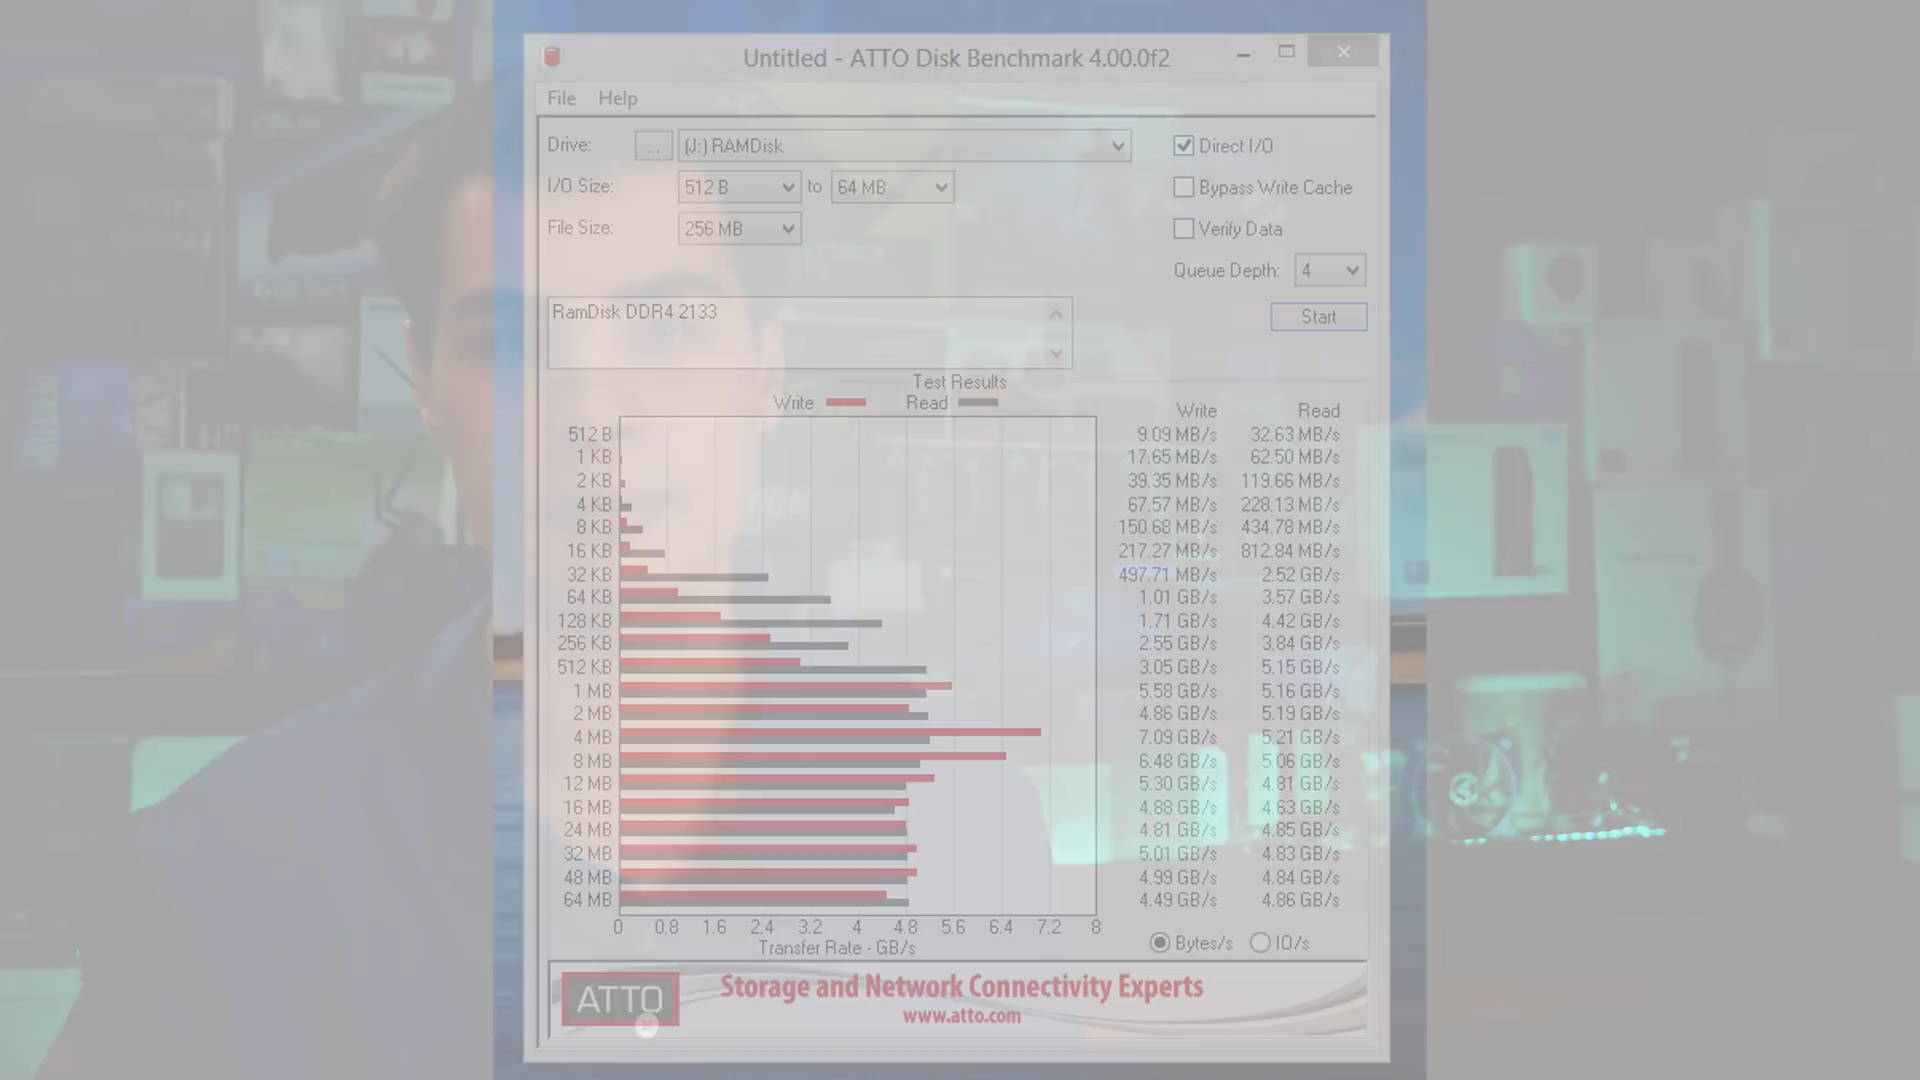 Untitled - ATTO Disk Benchmark 4.00.0f2
File Help
Drive: ... (J:) RAMDisk Direct I/O
I/O Size: 512 B to 64 MB Bypass Write Cache
File Size: 256 MB Verify Data
Queue Depth: 4
RamDisk DDR4 2133 Start
Test Results
Write Read
Write Read
512 B 9.09 MB/s 32.63 MB/s
1 KB 17.65 MB/s 62.50 MB/s
2 KB 39.35 MB/s 119.66 MB/s
4 KB 67.57 MB/s 228.13 MB/s
8 KB 150.68 MB/s 434.78 MB/s
16 KB 217.27 MB/s 812.84 MB/s
32 KB 497.71 MB/s 2.52 GB/s
64 KB 1.01 GB/s 3.57 GB/s
128 KB 1.71 GB/s 4.42 GB/s
256 KB 2.55 GB/s 3.84 GB/s
512 KB 3.05 GB/s 5.15 GB/s
1 MB 5.58 GB/s 5.16 GB/s
2 MB 4.86 GB/s 5.19 GB/s
4 MB 7.09 GB/s 5.21 GB/s
8 MB 6.48 GB/s 5.06 GB/s
12 MB 5.30 GB/s 4.81 GB/s
16 MB 4.88 GB/s 4.63 GB/s
24 MB 4.81 GB/s 4.85 GB/s
32 MB 5.01 GB/s 4.83 GB/s
48 MB 4.99 GB/s 4.84 GB/s
64 MB 4.49 GB/s 4.86 GB/s
0 0.8 1.6 2.4 3.2 4 4.8 5.6 6.4 7.2 8
Transfer Rate - GB/s
Bytes/s IO/s
ATTO
Storage and Network Connectivity Experts
www.atto.com